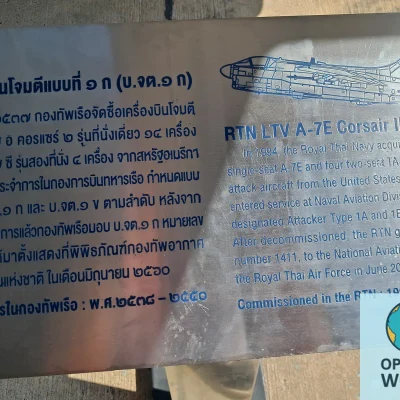 บินโจมตีแบบที่ ๑ ก (บ.จต.๑ ก)
๒๕๓๗ กองทัพเรือจัดซื้อเครื่องบินโจมตี
อี คอร์แซร์ ๒ รุ่นที่นั่งเดี่ยว ๑๔ เครื่อง
ซี รุ่นสองที่นั่ง ๔ เครื่อง จากสหรัฐอเมริกา
ระจำการในกองการบินทหารเรือ กำหนดแบบ
.๑ ก และ บ.จต.๑ ข ตามลำดับ หลังจาก
การแล้วกองทัพเรือมอบ บ.จต.๑ ก หมายเลข
มาตั้งแสดงที่พิพิธภัณฑ์กองทัพอากาศ
นแห่งชาติ ในเดือนมิถุนายน ๒๕๖๐
รในกองทัพเรือ : พ.ศ.๒๕๓๘ - ๒๕๕๐
RTN LTV A-7E Corsair I
In 1994, the Royal Thai Navy acqu
single-seat A-7E and four two-seat TA
attack aircraft from the United States
entered service at Naval Aviation Divis
designated Attacker Type 1A and 1B
After decommissioned, the RTN g
number 1411, to the National Aviati
the Royal Thai Air Force in June 20
Commissioned in the RTN : 19
OP
W